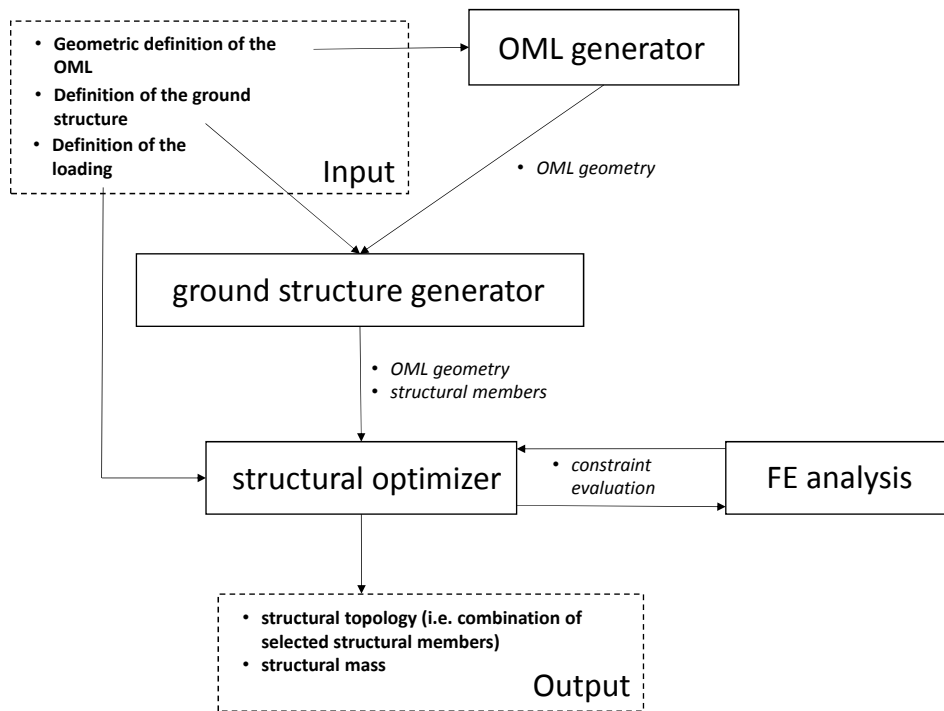 • Geometric definition of the
OML
• Definition of the ground
structure
• Definition of the
loading
Input
OML generator
• OML geometry
ground structure generator
• OML geometry
• structural members
structural optimizer
• constraint
evaluation
FE analysis
• structural topology (i.e. combination of
selected structural members)
• structural mass
Output